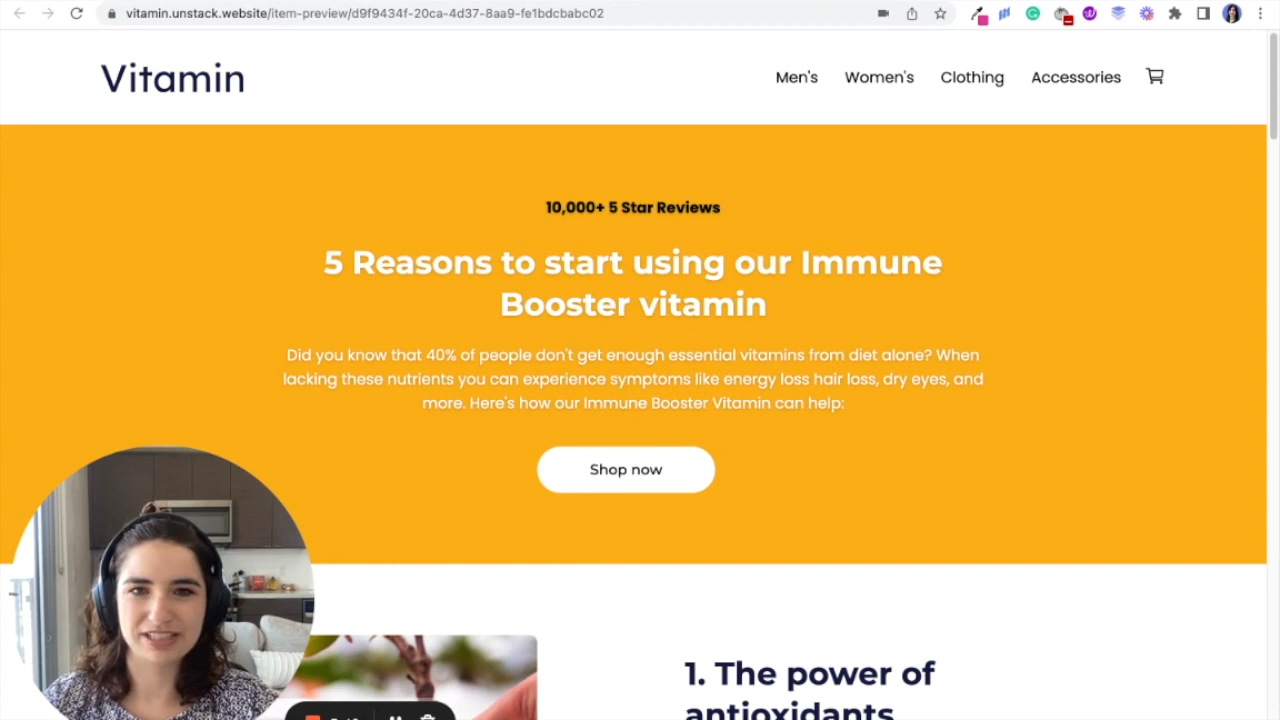 vitamin.unstack.website/item-preview/d9f9434f-20ca-4d37-8aa9-fe1bdcbabc02
Vitamin
Men's Women's Clothing Accessories
10,000+ 5 Star Reviews
5 Reasons to start using our Immune
Booster vitamin
Did you know that 40% of people don't get enough essential vitamins from diet alone? When
lacking these nutrients you can experience symptoms like energy loss hair loss, dry eyes, and
more. Here's how our Immune Booster Vitamin can help:
Shop now
1. The power of
antioxidants